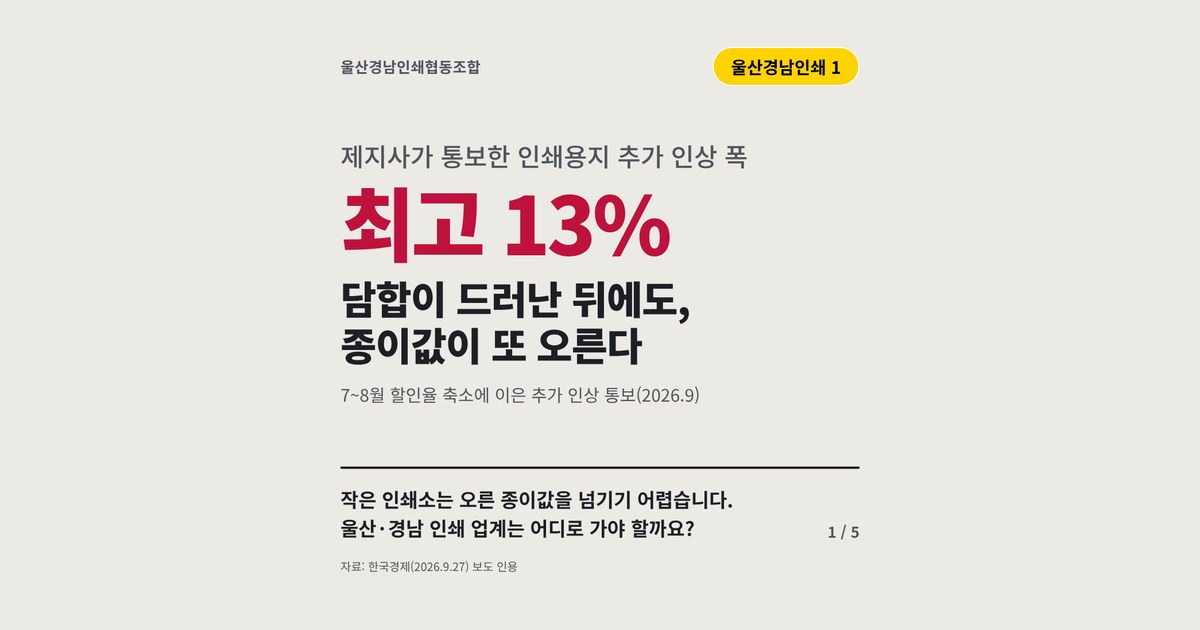 울산경남인쇄협동조합
울산경남인쇄 1
제지사가 통보한 인쇄용지 추가 인상 폭
최고 13%
담합이 드러난 뒤에도,
종이값이 또 오른다
7~8월 할인율 축소에 이은 추가 인상 통보(2026.9)
작은 인쇄소는 오른 종이값을 넘기기 어렵습니다.
울산·경남 인쇄 업계는 어디로 가야 할까요?
1 / 5
자료: 한국경제(2026.9.27) 보도 인용